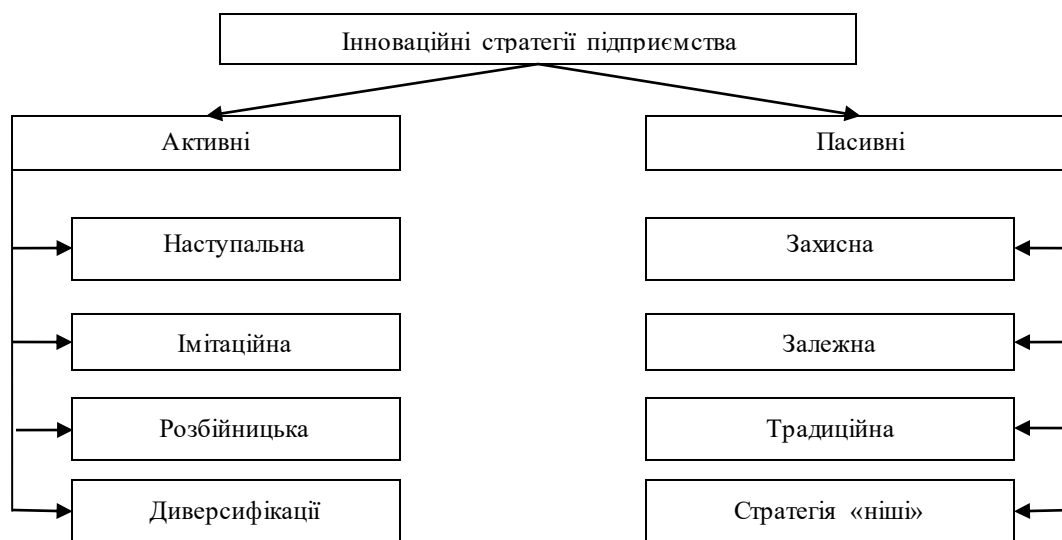 Інноваційні стратегії підприємства
Активні
Пасивні
Наступальна
Захисна
Імітаційна
Залежна
Розбійницька
Традиційна
Диверсифікації
Стратегія «ніші»